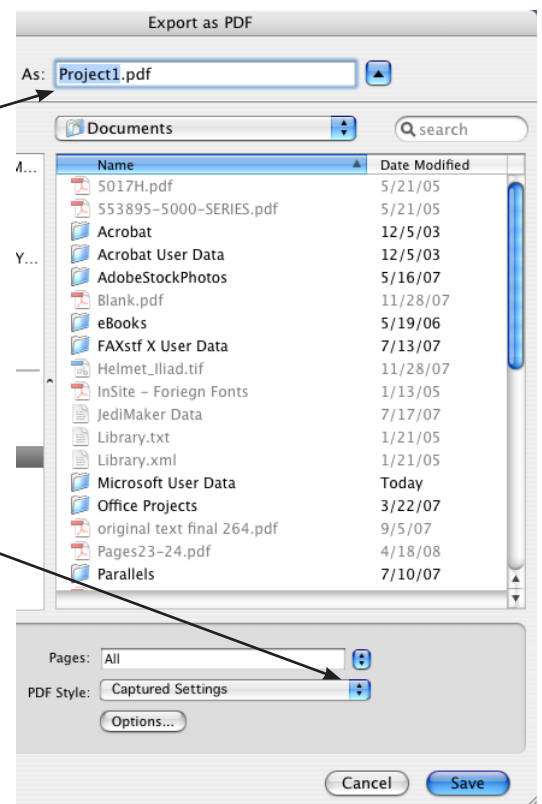 Export as PDF
As: Project1.pdf
Documents search
M... Name Date Modified
5017H.pdf 5/21/05
553895-5000-SERIES.pdf 5/21/05
Acrobat 12/5/03
Y... Acrobat User Data 12/5/03
AdobeStockPhotos 5/16/07
Blank.pdf 11/28/07
eBooks 5/19/06
FAXstf X User Data 7/13/07
Helmet_Iliad.tif 11/28/07
InSite – Foriegn Fonts 1/13/05
JediMaker Data 7/17/07
Library.txt 1/21/05
Library.xml 1/21/05
Microsoft User Data Today
Office Projects 3/22/07
original text final 264.pdf 9/5/07
Pages23-24.pdf 4/18/08
Parallels 7/10/07
Pages: All
PDF Style: Captured Settings
Options...
Cancel Save